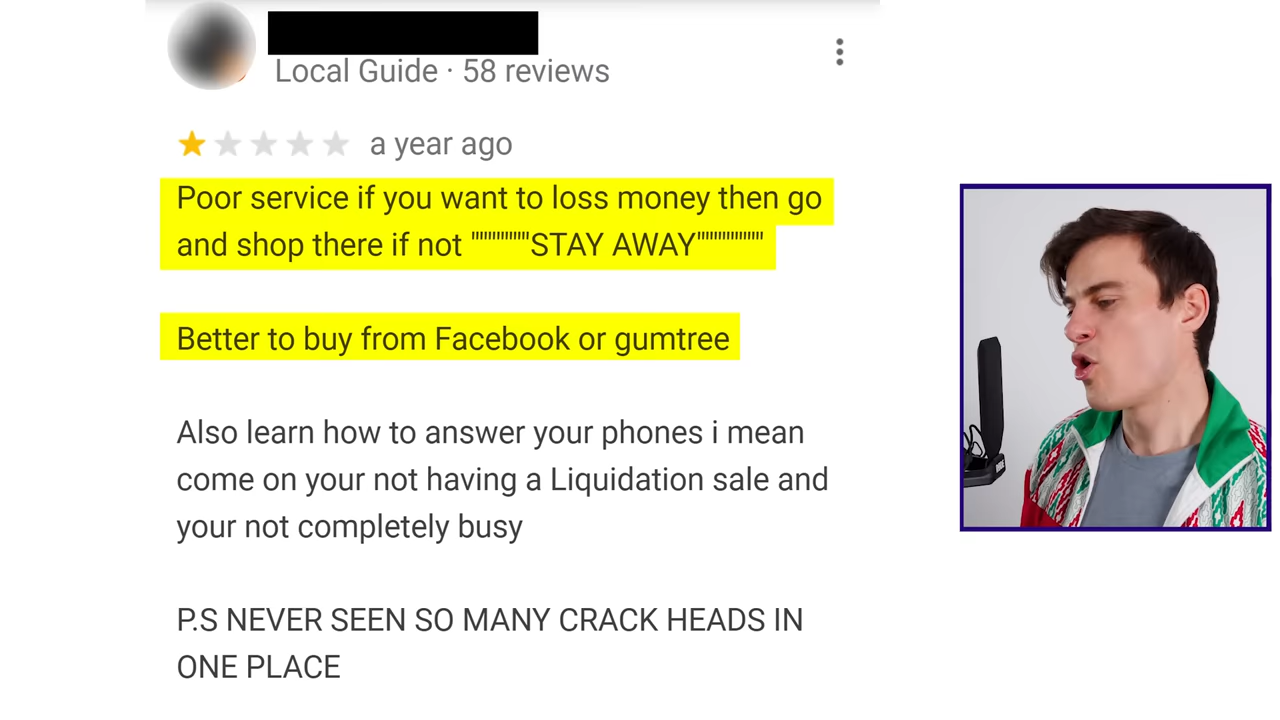 Local Guide · 58 reviews
a year ago
Poor service if you want to loss money then go
and shop there if not """""""STAY AWAY""""""""
Better to buy from Facebook or gumtree
Also learn how to answer your phones i mean
come on your not having a Liquidation sale and
your not completely busy
P.S NEVER SEEN SO MANY CRACK HEADS IN
ONE PLACE